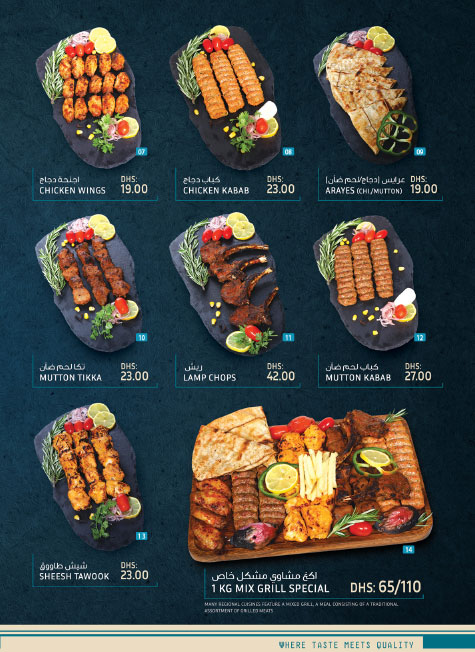 07
اجنحة دجاج
CHICKEN WINGS
DHS:
19.00
08
كباب دجاج
CHICKEN KABAB
DHS:
23.00
09
عرايس (دجاج/لحم ضأن)
ARAYES (CHI./MUTTON)
DHS:
19.00
10
تكا لحم ضأن
MUTTON TIKKA
DHS:
23.00
11
ريش
LAMP CHOPS
DHS:
42.00
12
كباب لحم ضأن
MUTTON KABAB
DHS:
27.00
13
شيش طاووق
SHEESH TAWOOK
DHS:
23.00
14
اكغ مشاوي مشكل خاص
1 KG MIX GRILL SPECIAL
DHS: 65/110
MANY REGIONAL CUISINES FEATURE A MIXED GRILL, A MEAL CONSISTING OF A TRADITIONAL
ASSORTMENT OF GRILLED MEATS
WHERE TASTE MEETS QUALITY